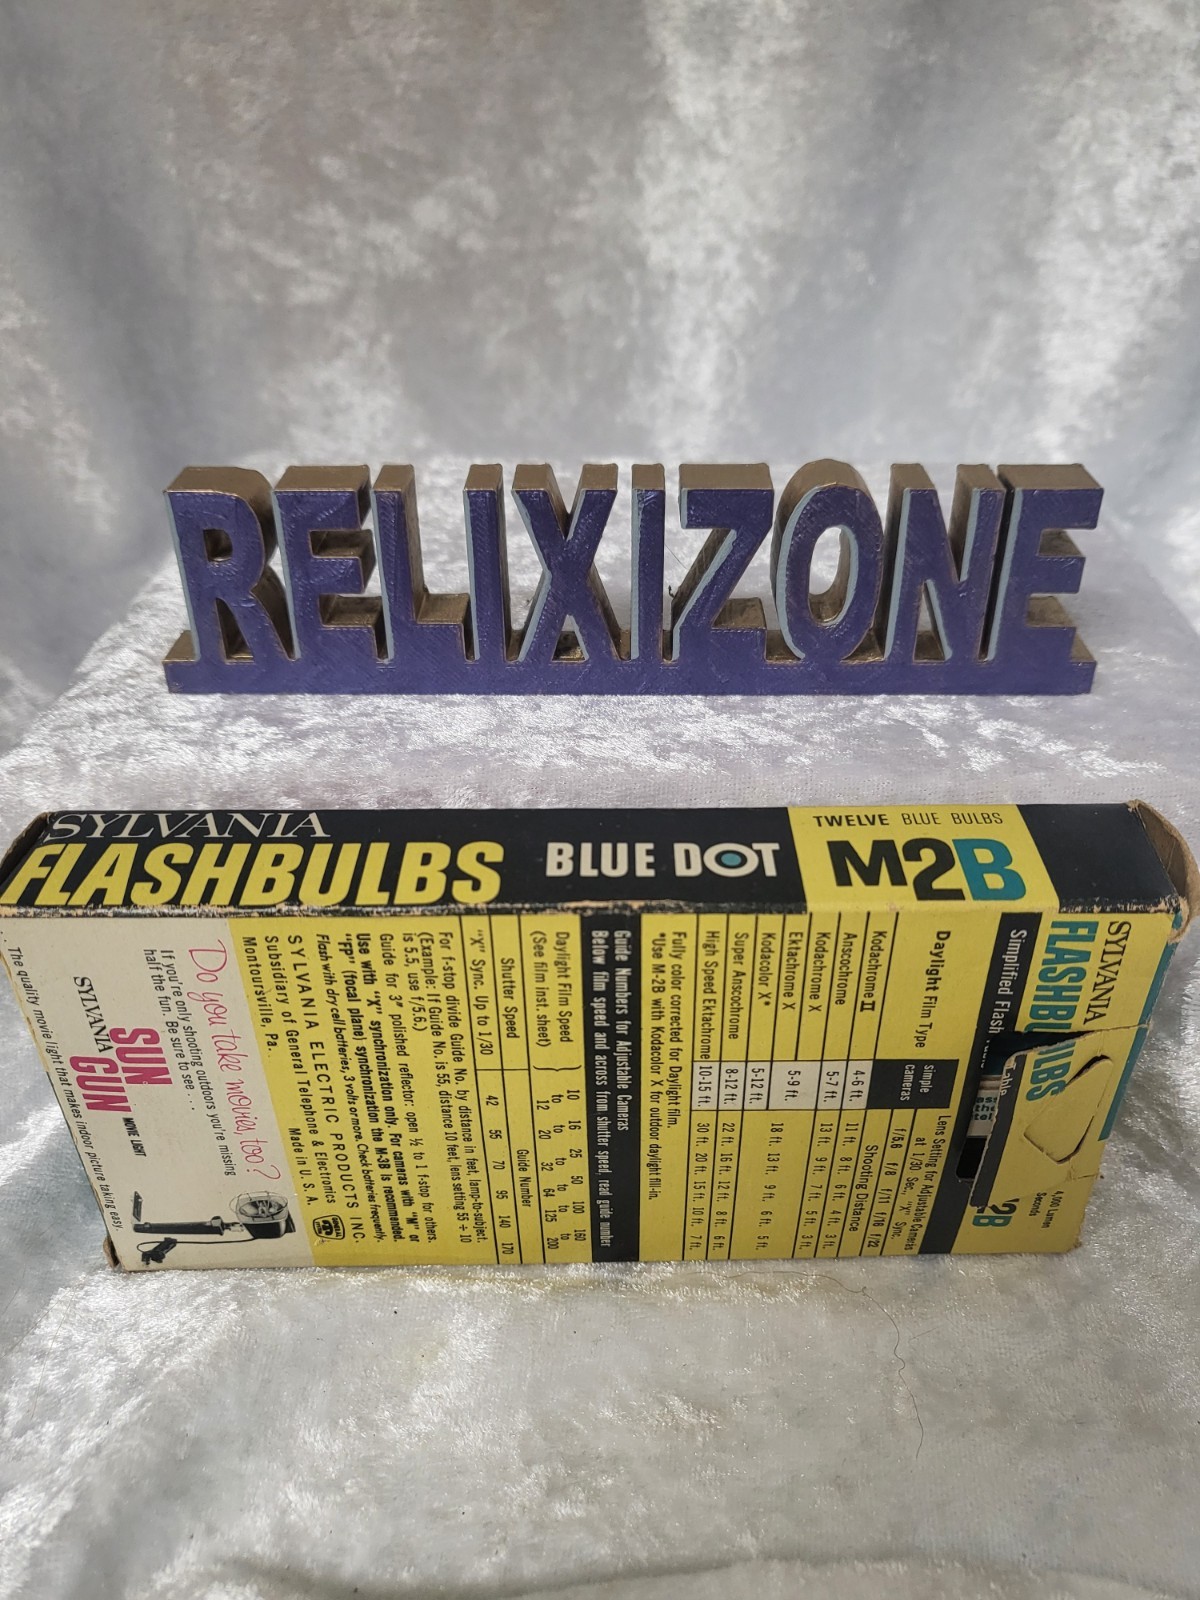 RELIXIZONE
SYLVANIA
FLASHBULBS
BLUE DOT
TWELVE BLUE BULBS
M2B
SYLVANIA
FLASHBULBS
Simplified Flash
4,000 Lumen
Seconds
2B
Daylight Film Type
simple
cameras
Lens Setting for Adjustable Cameras
at 1/30 Sec., "X" Sync.
f/5.6 f/8 f/11 f/16 f/22
Shooting Distance
Kodachrome II 4-6 ft. 11 ft. 8 ft. 6 ft. 4 ft. 3 ft.
Anscochrome
Kodachrome X 5-7 ft. 13 ft. 9 ft. 7 ft. 5 ft. 3 ft.
Ektachrome X 5-9 ft.
Kodacolor X* 5-12 ft. 18 ft. 13 ft. 9 ft. 6 ft. 5 ft.
Super Anscochrome 8-12 ft. 22 ft. 16 ft. 12 ft. 8 ft. 6 ft.
High Speed Ektachrome 10-15 ft. 30 ft. 20 ft. 15 ft. 10 ft. 7 ft.
Fully color corrected for Daylight film.
*Use M-2B with Kodacolor X for outdoor daylight fill-in.
Guide Numbers for Adjustable Cameras
Below film speed and across from shutter speed, read guide number
Daylight Film Speed
(See film inst. sheet)
10 16 25 50 100 160
to to to to to to
12 20 32 64 125 200
Shutter Speed Guide Number
"X" Sync. Up to 1/30 42 55 70 95 140 170
For f-stop divide Guide No. by distance in feet, lamp-to-subject.
(Example: If Guide No. is 55, distance 10 feet, lens setting 55 ÷ 10
is 5.5, use f/5.6.)
Guide for 3" polished reflector: open ½ to 1 f-stop for others.
Use with "X" synchronization only. For cameras with "M" or
"FP" (focal plane) synchronization the M-3B is recommended.
Flash with dry cell batteries, 3 volts or more. Check batteries frequently.
SYLVANIA ELECTRIC PRODUCTS INC.
Subsidiary of General Telephone & Electronics
Montoursville, Pa. Made in U. S. A.
Do you take movies, too?
If you're only shooting outdoors you're missing
half the fun. Be sure to see . . .
SYLVANIA
SUN
GUN MOVIE LIGHT
. . The quality movie light that makes indoor picture taking easy.